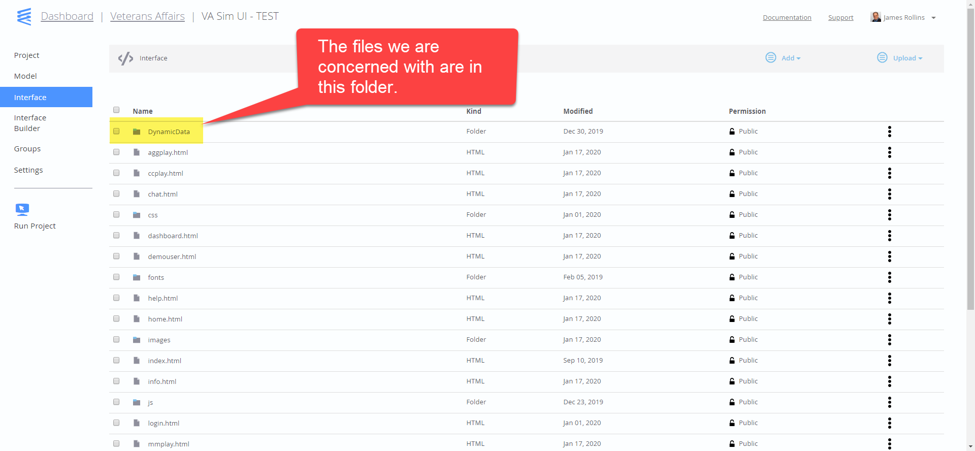 Dashboard | Veterans Affairs | VA Sim UI - TEST
Documentation Support James Rollins
Project
Model
Interface
Interface Builder
Groups
Settings
Run Project
Interface Add Upload
The files we are
concerned with are in
this folder.
Name Kind Modified Permission
DynamicData Folder Dec 30, 2019 Public
aggplay.html HTML Jan 17, 2020 Public
ccplay.html HTML Jan 17, 2020 Public
chat.html HTML Jan 17, 2020 Public
css Folder Jan 01, 2020 Public
dashboard.html HTML Jan 17, 2020 Public
demouser.html HTML Jan 17, 2020 Public
fonts Folder Feb 05, 2019 Public
help.html HTML Jan 17, 2020 Public
home.html HTML Jan 17, 2020 Public
images Folder Jan 17, 2020 Public
index.html HTML Sep 10, 2019 Public
info.html HTML Jan 17, 2020 Public
js Folder Dec 23, 2019 Public
login.html HTML Jan 01, 2020 Public
mmplay.html HTML Jan 17, 2020 Public